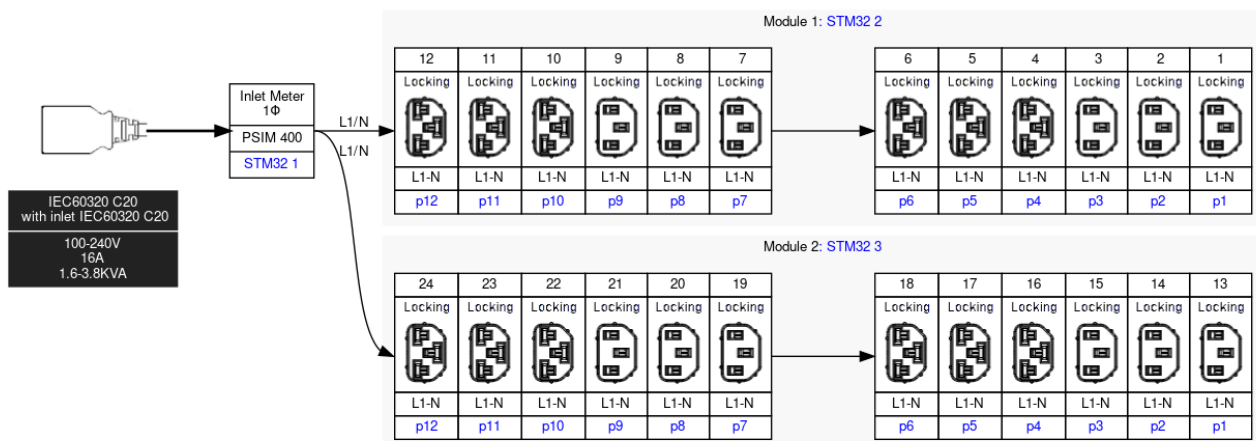 Module 1: STM32 2
12 11 10 9 8 7 6 5 4 3 2 1
Locking Locking Locking Locking Locking Locking Locking Locking Locking Locking Locking Locking
Inlet Meter
1Φ
PSIM 400
STM32 1
L1/N
L1/N
L1-N L1-N L1-N L1-N L1-N L1-N L1-N L1-N L1-N L1-N L1-N L1-N
p12 p11 p10 p9 p8 p7 p6 p5 p4 p3 p2 p1
IEC60320 C20
with inlet IEC60320 C20
100-240V
16A
1.6-3.8KVA
Module 2: STM32 3
24 23 22 21 20 19 18 17 16 15 14 13
Locking Locking Locking Locking Locking Locking Locking Locking Locking Locking Locking Locking
L1-N L1-N L1-N L1-N L1-N L1-N L1-N L1-N L1-N L1-N L1-N L1-N
p12 p11 p10 p9 p8 p7 p6 p5 p4 p3 p2 p1